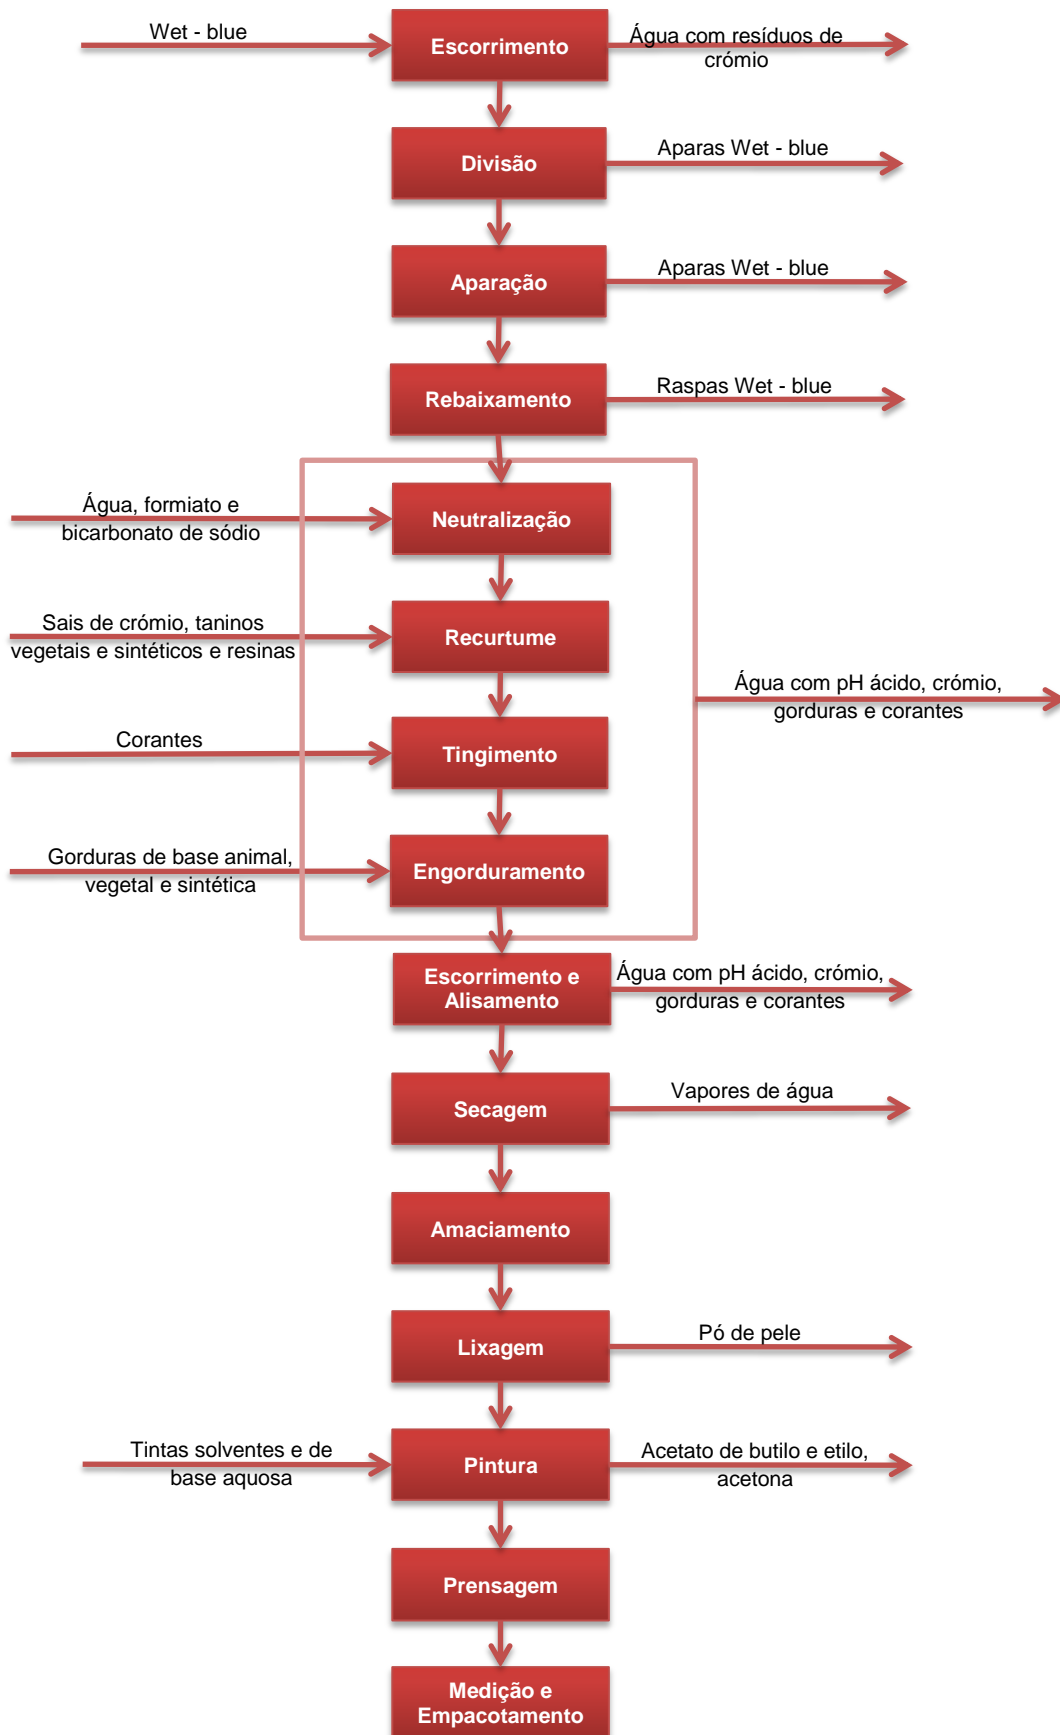 Wet - blue
Escorrimento
Água com resíduos de
crómio
Divisão
Aparas Wet - blue
Aparação
Aparas Wet - blue
Rebaixamento
Raspas Wet - blue
Água, formiato e
bicarbonato de sódio
Neutralização
Sais de crómio, taninos
vegetais e sintéticos e resinas
Recurtume
Água com pH ácido, crómio,
gorduras e corantes
Corantes
Tingimento
Gorduras de base animal,
vegetal e sintética
Engorduramento
Escorrimento e
Alisamento
Água com pH ácido, crómio,
gorduras e corantes
Secagem
Vapores de água
Amaciamento
Lixagem
Pó de pele
Tintas solventes e de
base aquosa
Pintura
Acetato de butilo e etilo,
acetona
Prensagem
Medição e
Empacotamento